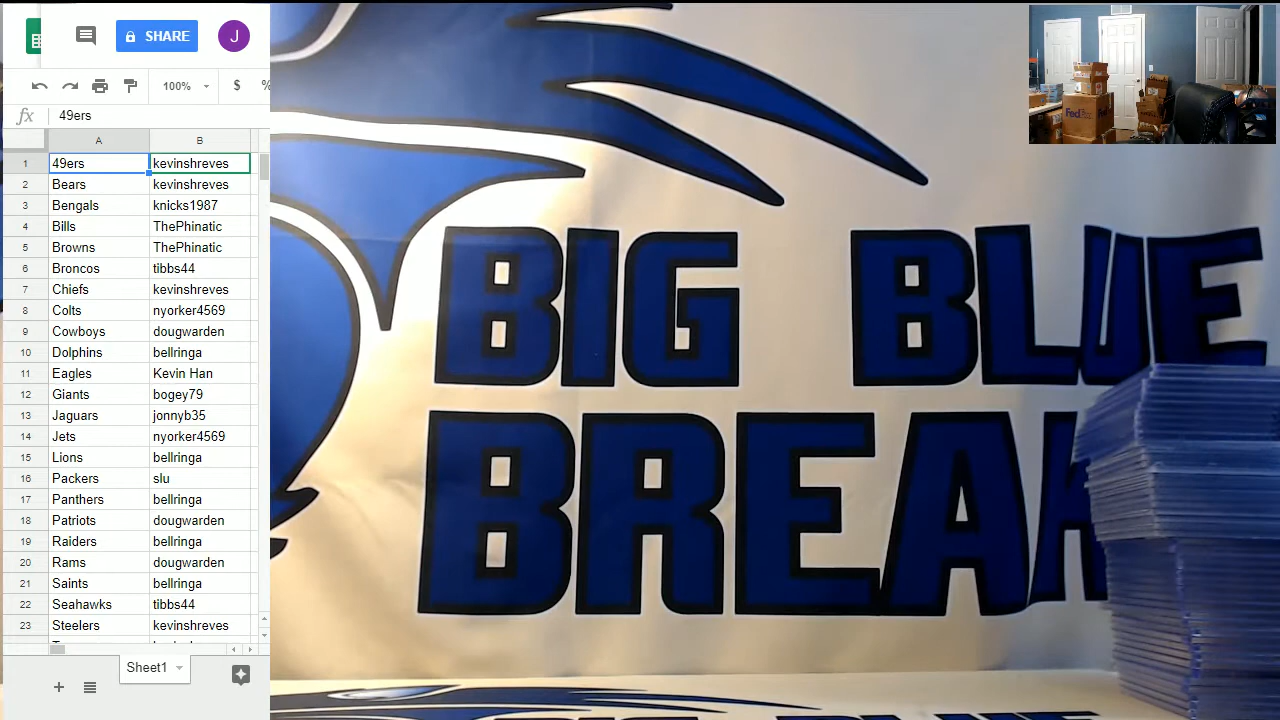 SHARE
J
100%
$
%
fx
49ers
A B
1 49ers kevinshreves
2 Bears kevinshreves
3 Bengals knicks1987
4 Bills ThePhinatic
5 Browns ThePhinatic
6 Broncos tibbs44
7 Chiefs kevinshreves
8 Colts nyorker4569
9 Cowboys dougwarden
10 Dolphins bellringa
11 Eagles Kevin Han
12 Giants bogey79
13 Jaguars jonnyb35
14 Jets nyorker4569
15 Lions bellringa
16 Packers slu
17 Panthers bellringa
18 Patriots dougwarden
19 Raiders bellringa
20 Rams dougwarden
21 Saints bellringa
22 Seahawks tibbs44
23 Steelers kevinshreves
Sheet1
BIG BLUE
BREAK
FedEx
BIG BLUE